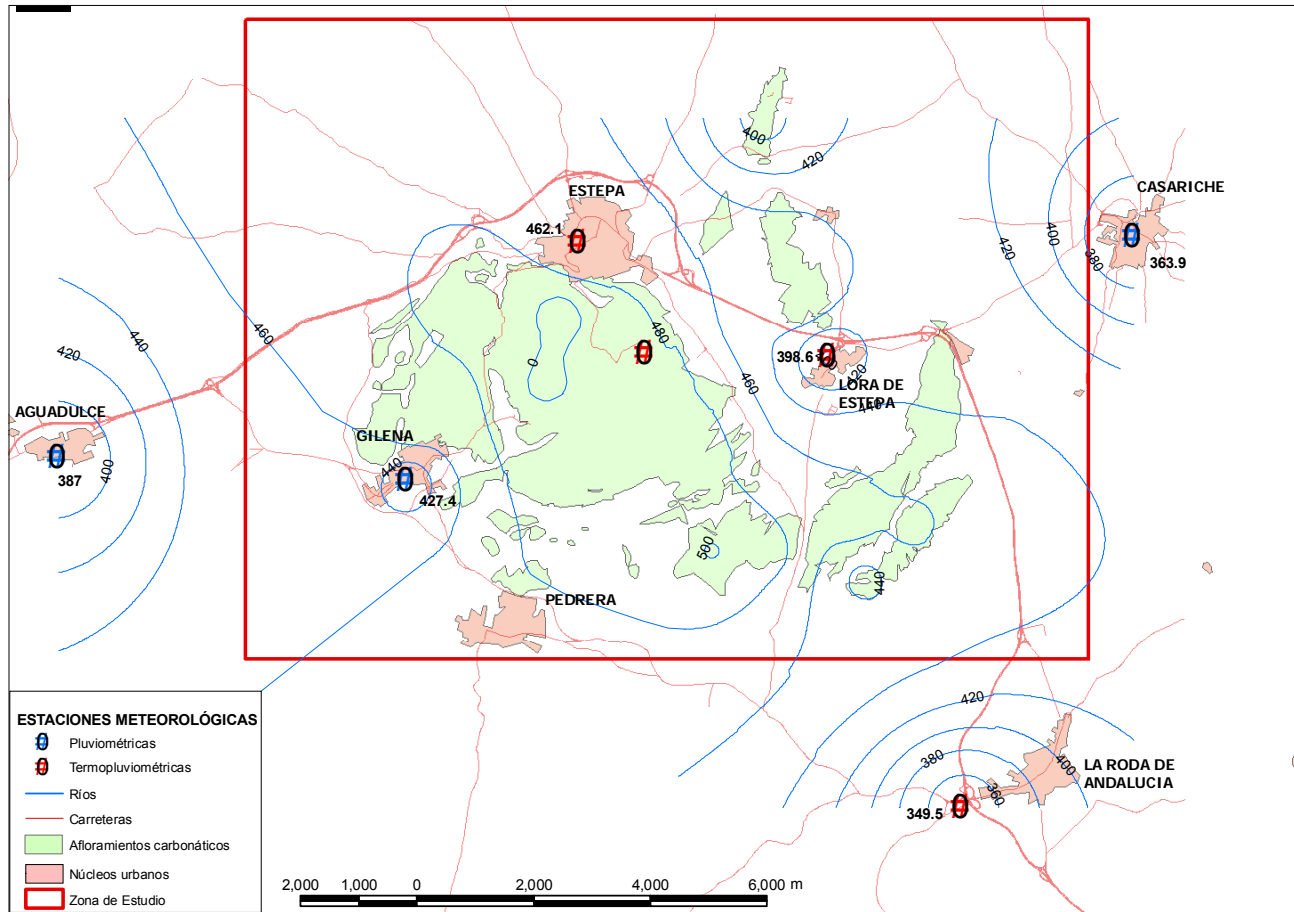 400
420
CASARICHE
ESTEPA
462.1
420
400
380
363.9
460
480
440
420
0
460
398.6
420
LORA DE
ESTEPA
440
AGUADULCE
400
387
GILENA
440
427.4
500
440
PEDRERA
420
380
400
360
LA RODA DE
ANDALUCIA
349.5
ESTACIONES METEOROLÓGICAS
0 Pluviométricas
0 Termopluviométricas
Ríos
Carreteras
Afloramientos carbonáticos
Núcleos urbanos
Zona de Estudio
2,000 1,000 0 2,000 4,000 6,000 m